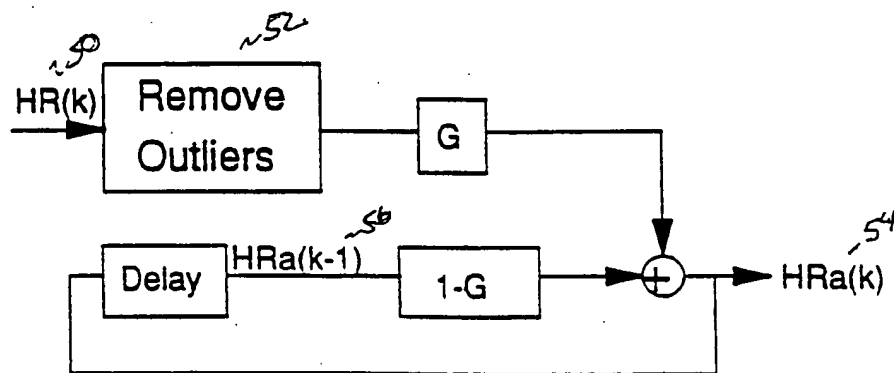 ~50
~52
HR(k)
Remove
Outliers
G
~56
~54
Delay
HRa(k-1)
1-G
+
HRa(k)